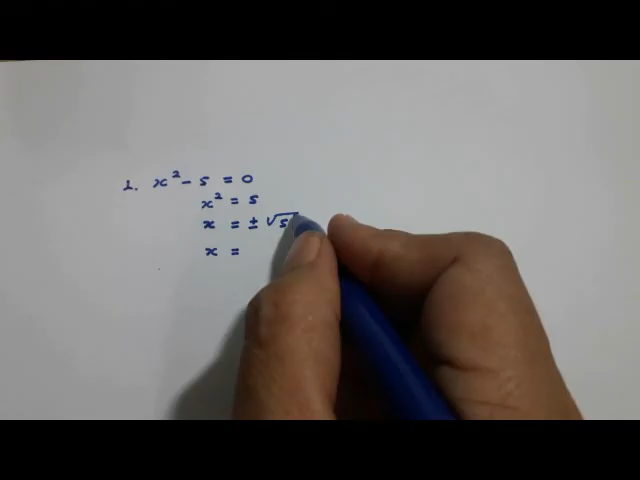 1. x² - 5 = 0
x² = 5
x = ± √5
x =